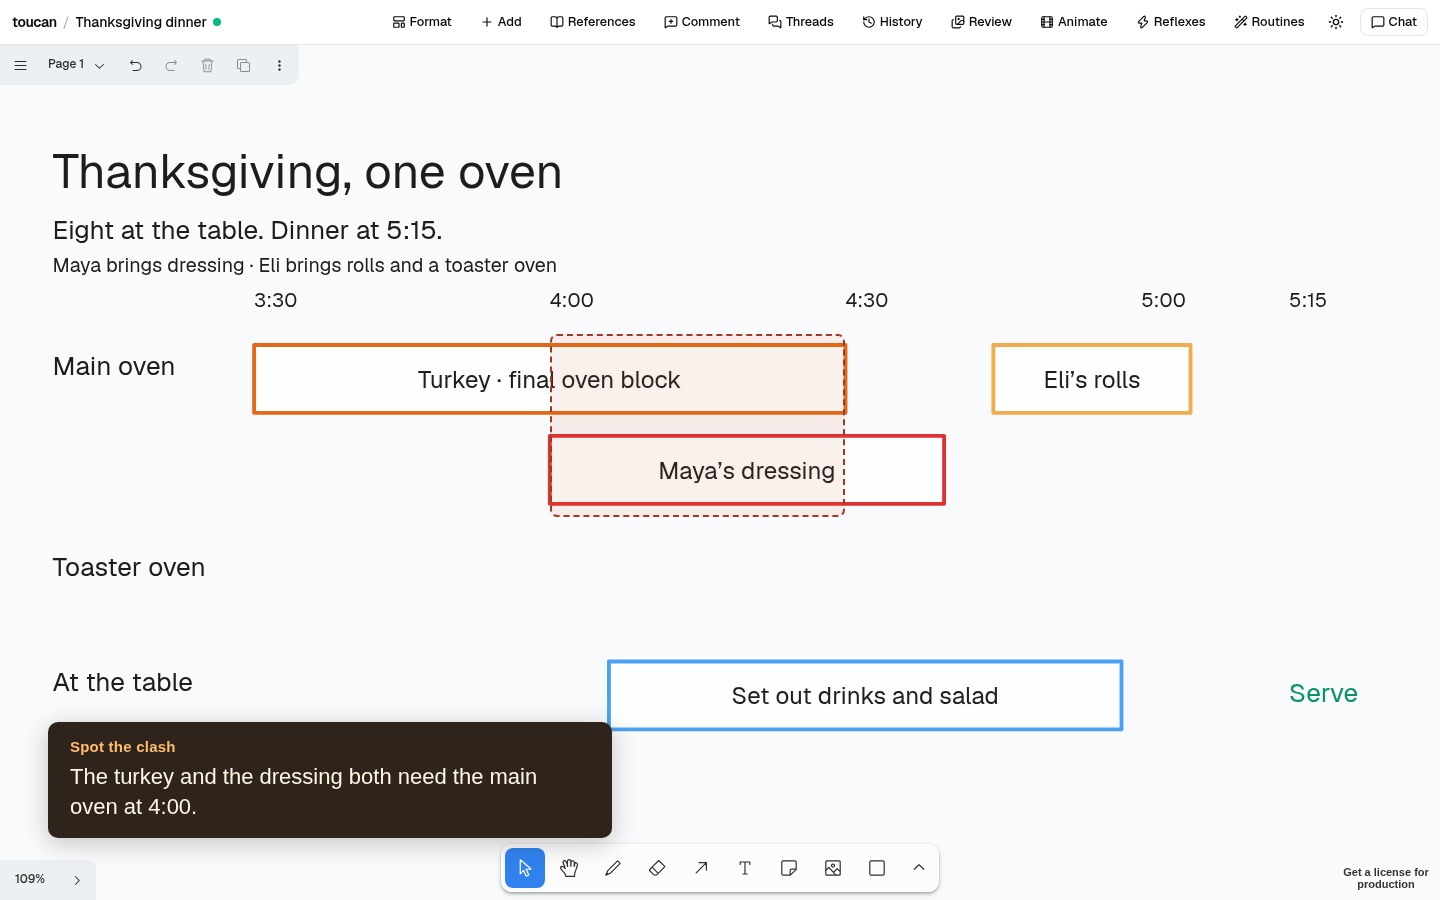 toucan / Thanksgiving dinner
Format
Add
References
Comment
Threads
History
Review
Animate
Reflexes
Routines
Chat
Page 1
Thanksgiving, one oven
Eight at the table. Dinner at 5:15.
Maya brings dressing · Eli brings rolls and a toaster oven
3:30 4:00 4:30 5:00 5:15
Main oven
Turkey · final oven block
Eli’s rolls
Maya’s dressing
Toaster oven
At the table
Set out drinks and salad
Serve
Spot the clash
The turkey and the dressing both need the main
oven at 4:00.
109%
Get a license for
production